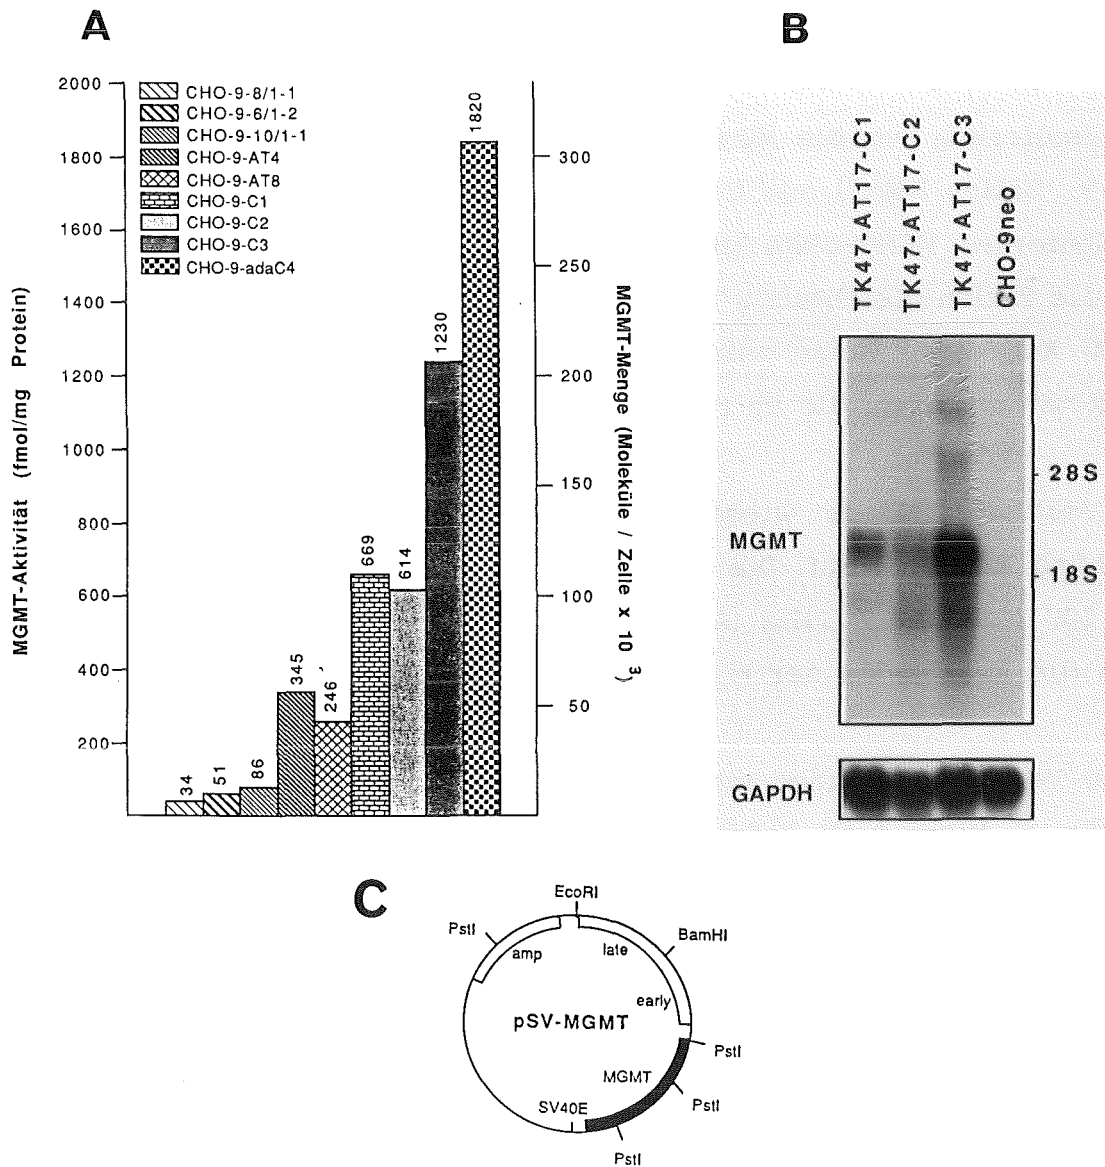 A
MGMT-Aktivität (fmol/mg Protein)
2000
1800
1600
1400
1200
1000
800
600
400
200
CHO-9-8/1-1
CHO-9-6/1-2
CHO-9-10/1-1
CHO-9-AT4
CHO-9-AT8
CHO-9-C1
CHO-9-C2
CHO-9-C3
CHO-9-adaC4
34
51
86
345
246
669
614
1230
1820
300
250
200
150
100
50
MGMT-Menge (Moleküle / Zelle x 10 3)
B
TK47-AT17-C1
TK47-AT17-C2
TK47-AT17-C3
CHO-9neo
28S
MGMT
18S
GAPDH
C
EcoRI
PstI
BamHI
amp
late
early
pSV-MGMT
PstI
MGMT
PstI
SV40E
PstI